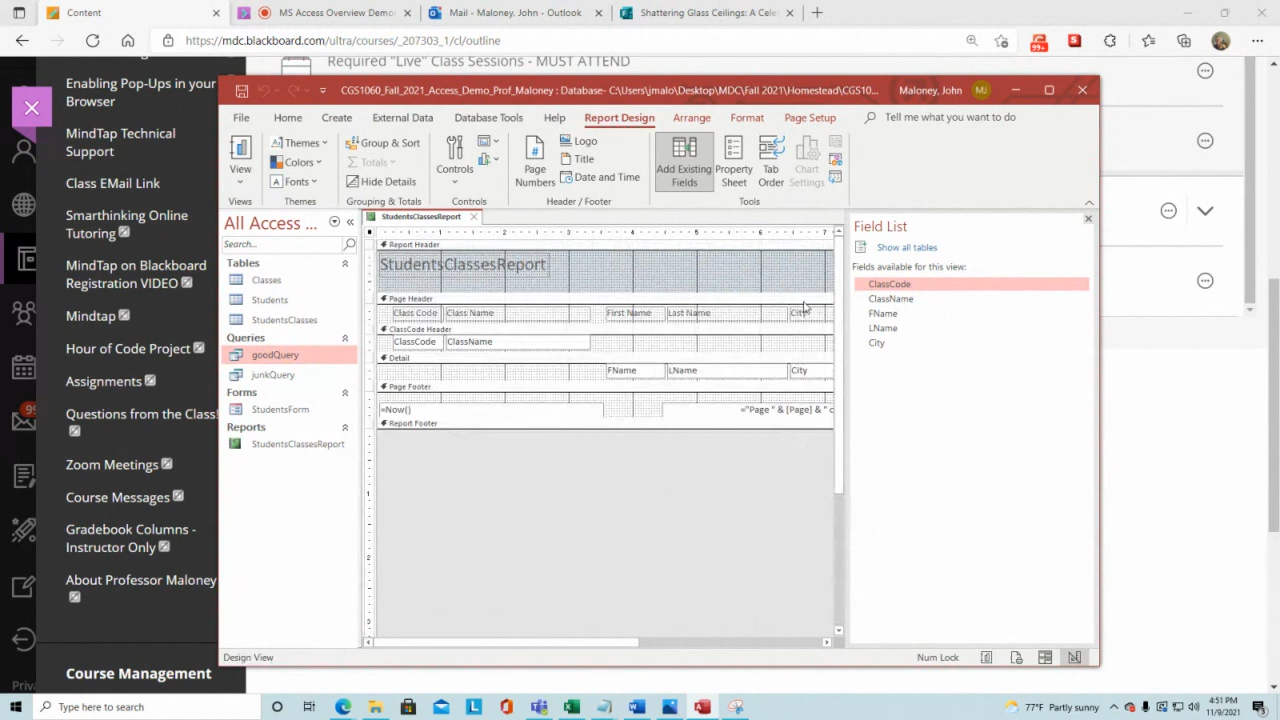 Content
MS Access Overview Demo
Mail - Maloney, John - Outlook
Shattering Glass Ceilings: A Cele
https://mdc.blackboard.com/ultra/courses/_207303_1/cl/outline
99+
Enabling Pop-Ups in your
Browser
MindTap Technical
Support
Class EMail Link
Smarthinking Online
Tutoring
MindTap on Blackboard
Registration VIDEO
Mindtap
Hour of Code Project
Assignments
Questions from the Class!
Zoom Meetings
Course Messages
Gradebook Columns -
Instructor Only
About Professor Maloney
Course Management
Required "Live" Class Sessions - MUST ATTEND
CGS1060_Fall_2021_Access_Demo_Prof_Maloney : Database- C:\Users\jmalo\Desktop\MDC\Fall 2021\Homestead\CGS10...
Maloney, John
MJ
File Home Create External Data Database Tools Help Report Design Arrange Format Page Setup Tell me what you want to do
View
Views
Themes
Colors
Fonts
Themes
Group & Sort
Totals
Hide Details
Grouping & Totals
Controls
Controls
Page
Numbers
Logo
Title
Date and Time
Header / Footer
Add Existing
Fields
Property
Sheet
Tab
Order
Chart
Settings
Tools
All Access ...
Search...
Tables
Classes
Students
StudentsClasses
Queries
goodQuery
junkQuery
Forms
StudentsForm
Reports
StudentsClassesReport
StudentsClassesReport
1 2 3 4 5 6 7
Report Header
StudentsClassesReport
Page Header
Class Code Class Name First Name Last Name City
ClassCode Header
ClassCode ClassName
Detail
FName LName City
Page Footer
=Now() ="Page " & [Page] & " c
Report Footer
1
2
3
Field List
Show all tables
Fields available for this view:
ClassCode
ClassName
FName
LName
City
Design View
Num Lock
Type here to search
77°F Partly sunny
4:51 PM
11/9/2021